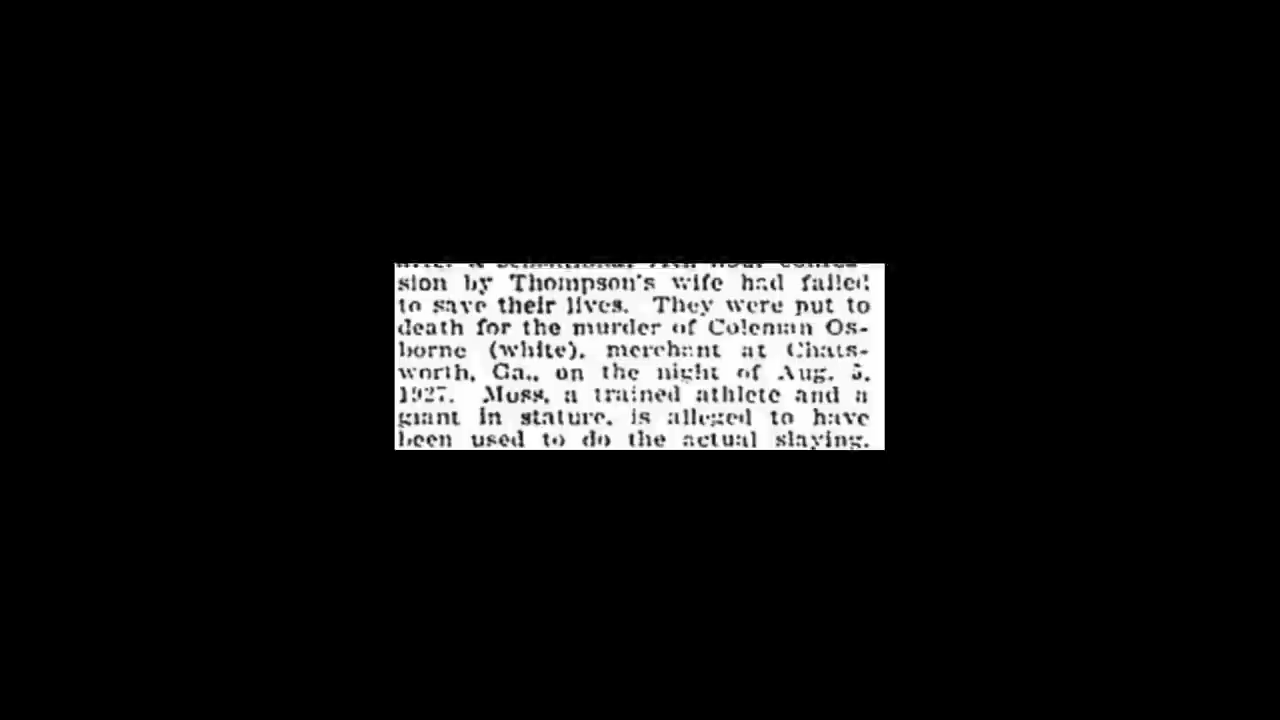 sion by Thompson's wife had failed
to save their lives. They were put to
death for the murder of Coleman Os-
borne (white), merchant at Chats-
worth, Ga., on the night of Aug. 5,
1927. Moss, a trained athlete and a
giant in stature, is alleged to have
been used to do the actual slaying.